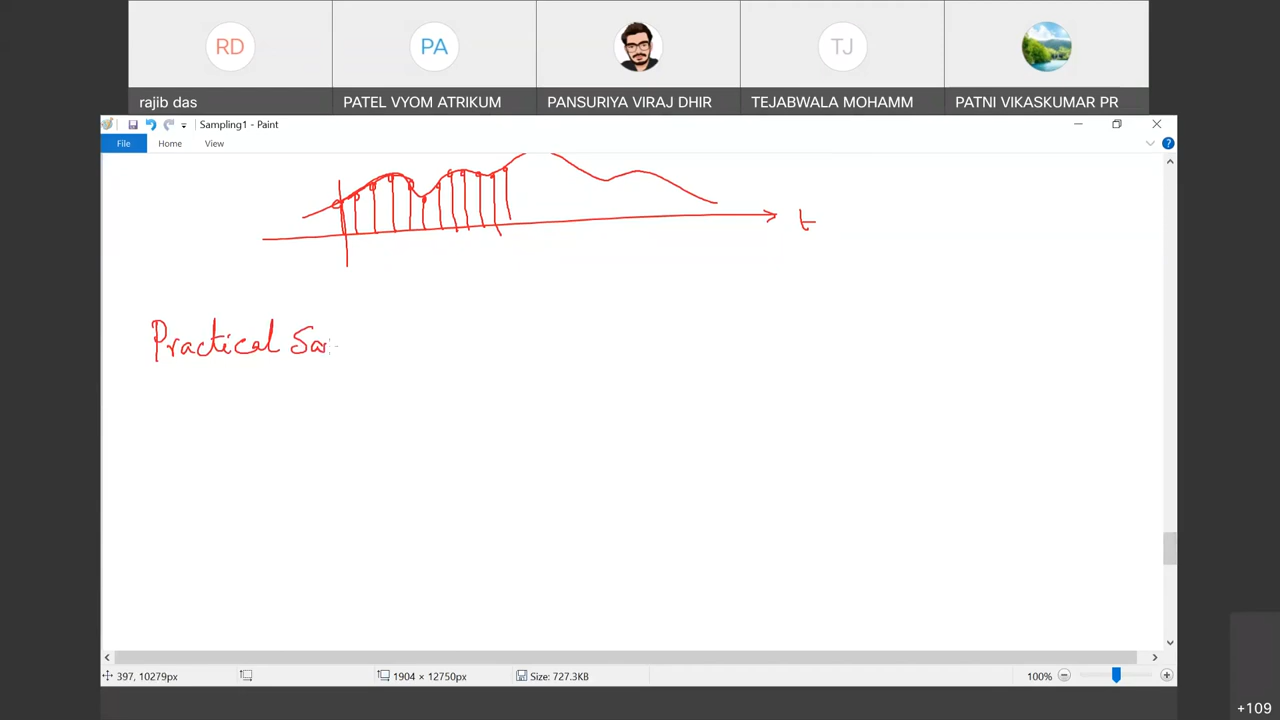 RD
PA
TJ
rajib das
PATEL VYOM ATRIKUM
PANSURIYA VIRAJ DHIR
TEJABWALA MOHAMM
PATNI VIKASKUMAR PR
Sampling1 - Paint
File
Home
View
t
Practical Sa
397, 10279px
1904 × 12750px
Size: 727.3KB
100%
+109